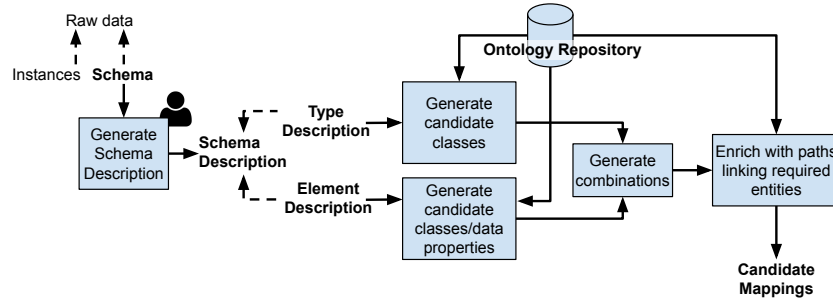 Raw data
Instances
Schema
Generate
Schema
Description
Schema
Description
Type
Description
Element
Description
Ontology Repository
Generate
candidate
classes
Generate
candidate
classes/data
properties
Generate
combinations
Enrich with paths
linking required
entities
Candidate
Mappings